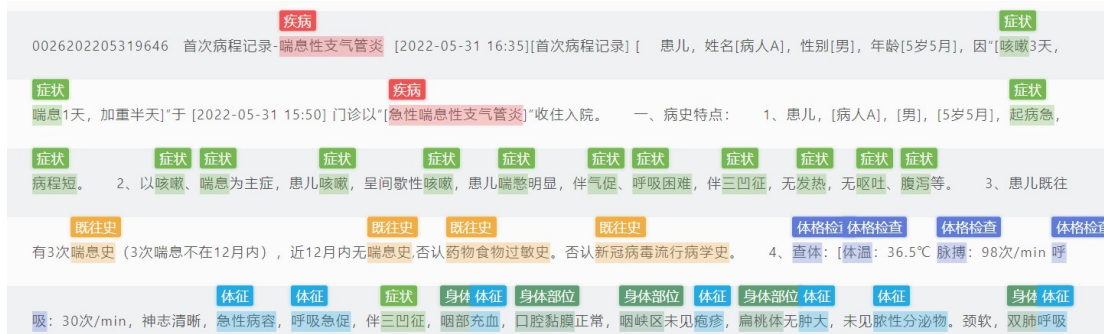 疾病 症状
0026202205319646 首次病程记录-喘息性支气管炎 [2022-05-31 16:35][首次病程记录] [ 患儿，姓名[病人A]，性别[男]，年龄[5岁5月]，因“[咳嗽3天，
症状 疾病 症状
喘息1天，加重半天]”于 [2022-05-31 15:50] 门诊以“[急性喘息性支气管炎]”收住入院。 一、病史特点： 1、患儿，[病人A]，[男]，[5岁5月]，起病急，
症状 症状 症状 症状 症状 症状 症状 症状 症状 症状 症状 症状
病程短。 2、以咳嗽、喘息为主症，患儿咳嗽，呈间歇性咳嗽，患儿喘憋明显，伴气促、呼吸困难，伴三凹征，无发热，无呕吐、腹泻等。 3、患儿既往
既往史 既往史 既往史 既往史 体格检查 体格检查 体格检查 体格检查
有3次喘息史（3次喘息不在12月内），近12月内无喘息史,否认药物食物过敏史。否认新冠病毒流行病学史。 4、查体：[体温：36.5℃ 脉搏：98次/min 呼
体征 体征 症状 身体 体征 身体部位 身体部位 体征 身体部位 体征 体征 身体 体征
吸：30次/min，神志清晰，急性病容，呼吸急促，伴三凹征，咽部充血，口腔黏膜正常，咽峡区未见疱疹，扁桃体无肿大，未见脓性分泌物。颈软，双肺呼吸